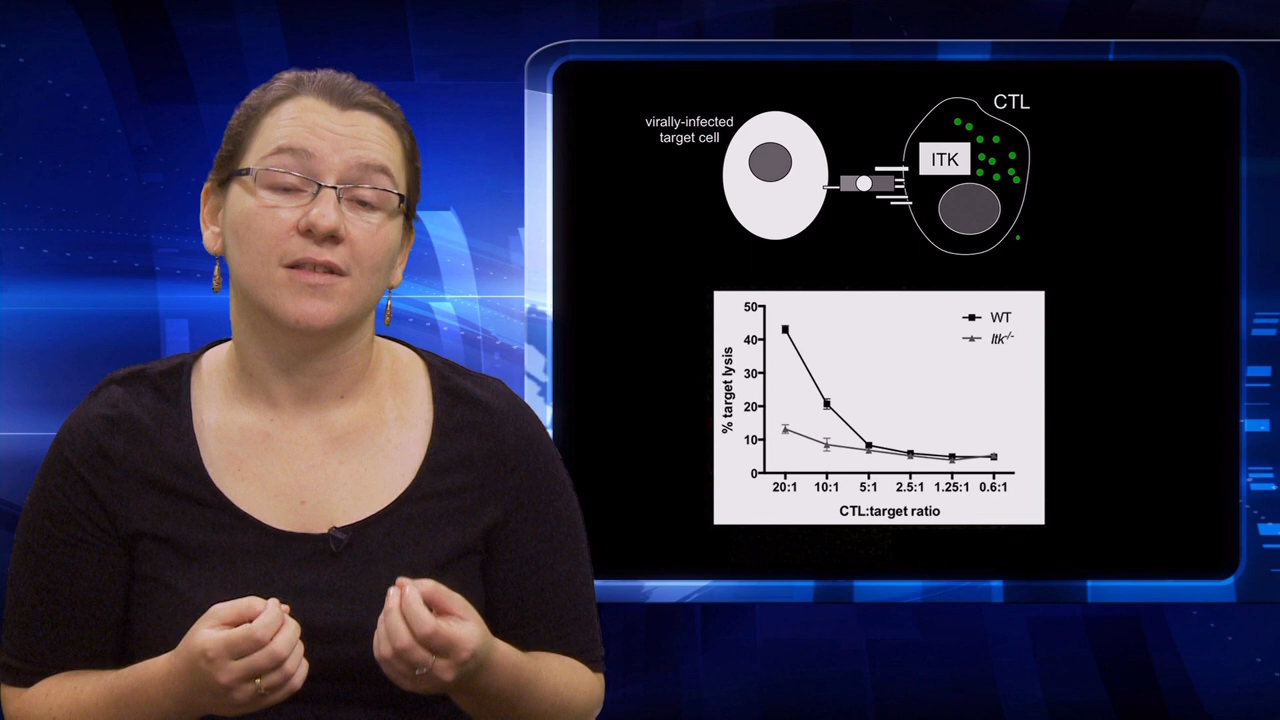 CTL
virally-infected
target cell
ITK
50
40
30
20
10
0
% target lysis
WT
Itk-/-
20:1 10:1 5:1 2.5:1 1.25:1 0.6:1
CTL:target ratio